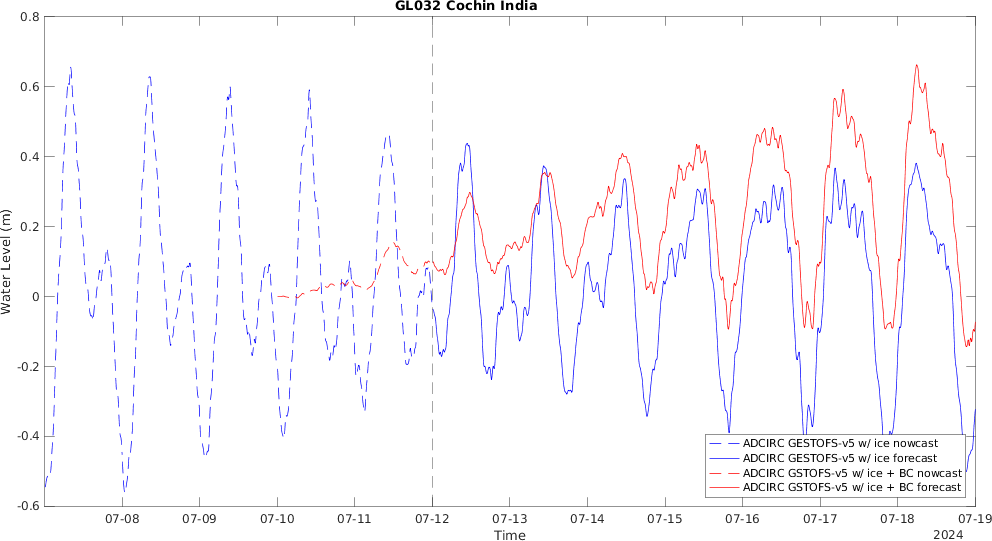 GL032 Cochin India
Water Level (m)
0.8
0.6
0.4
0.2
0
-0.2
-0.4
-0.6
ADCIRC GESTOFS-v5 w/ ice nowcast
ADCIRC GESTOFS-v5 w/ ice forecast
ADCIRC GSTOFS-v5 w/ ice + BC nowcast
ADCIRC GSTOFS-v5 w/ ice + BC forecast
07-08 07-09 07-10 07-11 07-12 07-13 07-14 07-15 07-16 07-17 07-18 07-19
Time
2024